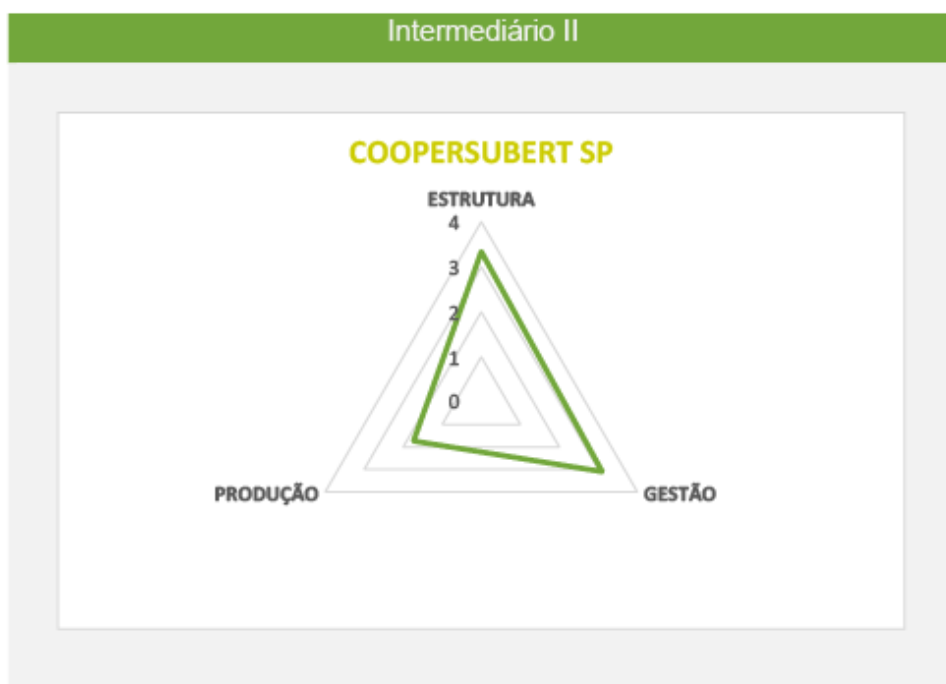 Intermediário II
COOPERSUBERT SP
ESTRUTURA
4
3
2
1
0
PRODUÇÃO
GESTÃO